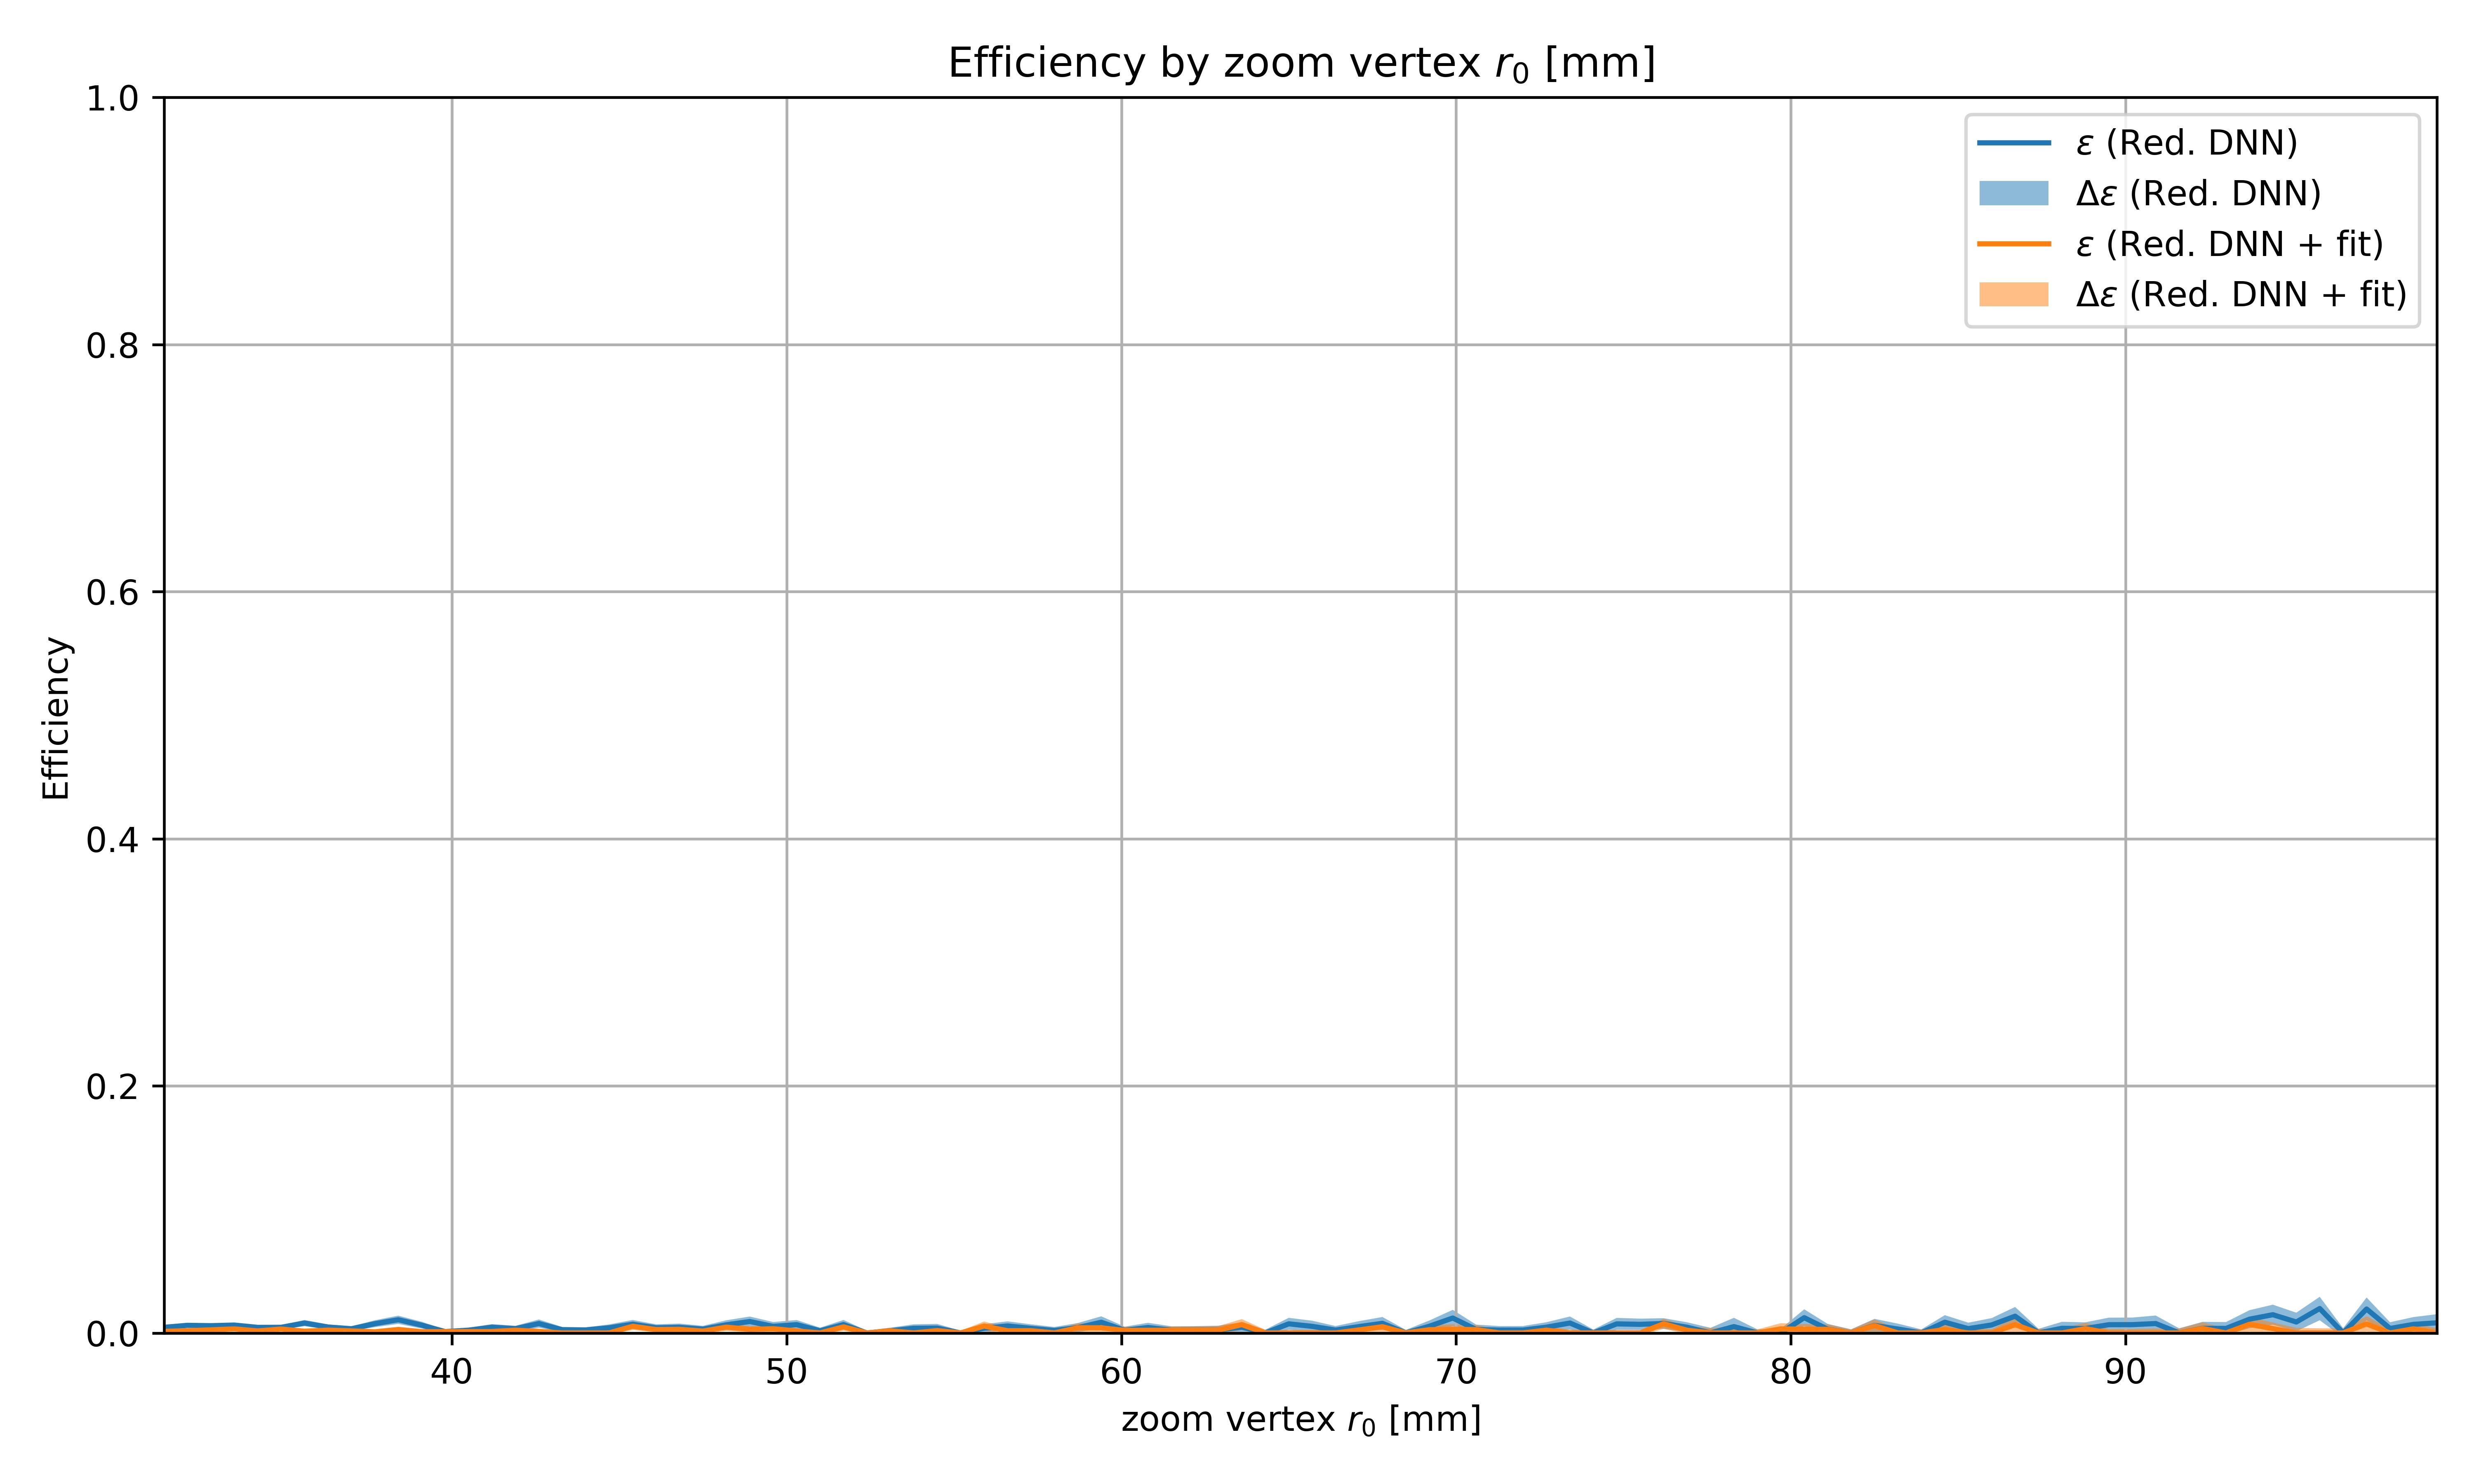 Efficiency by zoom vertex r₀ [mm]
1.0
0.8
0.6
0.4
0.2
0.0
Efficiency
ε (Red. DNN)
Δε (Red. DNN)
ε (Red. DNN + fit)
Δε (Red. DNN + fit)
40 50 60 70 80 90
zoom vertex r₀ [mm]